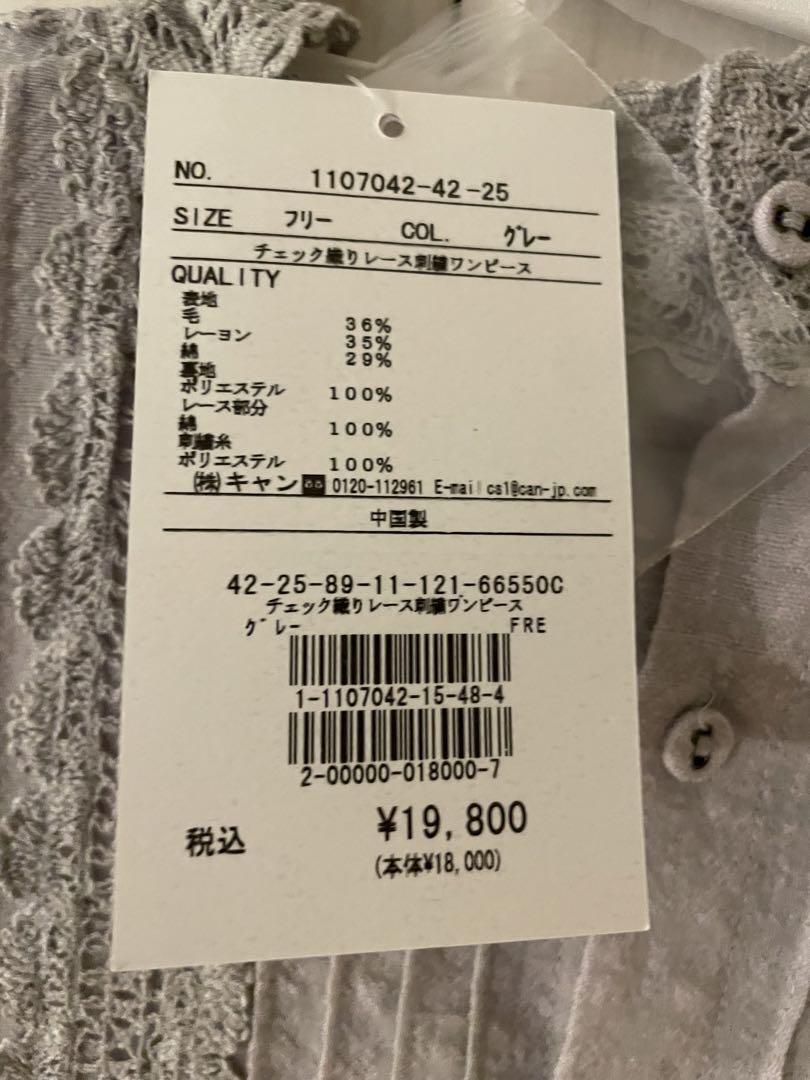 NO. 1107042-42-25
SIZE フリー COL. グレー
チェック織りレース刺繍ワンピース
QUALITY
表地
毛 36%
レーヨン 35%
綿 29%
裏地
ポリエステル 100%
レース部分
綿 100%
刺繍糸
ポリエステル 100%
㈱キャン 0120-112961 E-mail cs1@can-jp.com
中国製
42-25-89-11-121-66550C
チェック織りレース刺繍ワンピース
グレー FRE
1-1107042-15-48-4
2-00000-018000-7
税込 ¥19,800
(本体¥18,000)